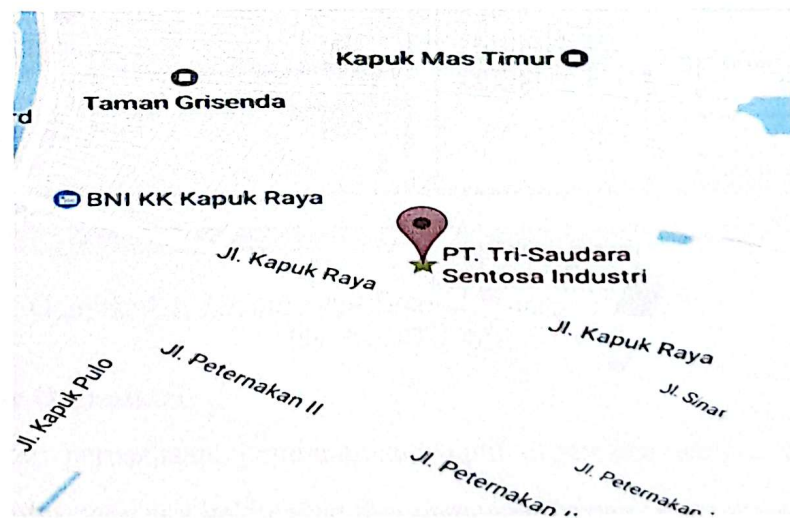 Kapuk Mas Timur
Taman Grisenda
rd
BNI KK Kapuk Raya
PT. Tri-Saudara
Sentosa Industri
Jl. Kapuk Raya
Jl. Kapuk Raya
Jl. Peternakan II
Jl. Kapuk Pulo
Jl. Sinar
Jl. Peternakan
Jl. Peternakan